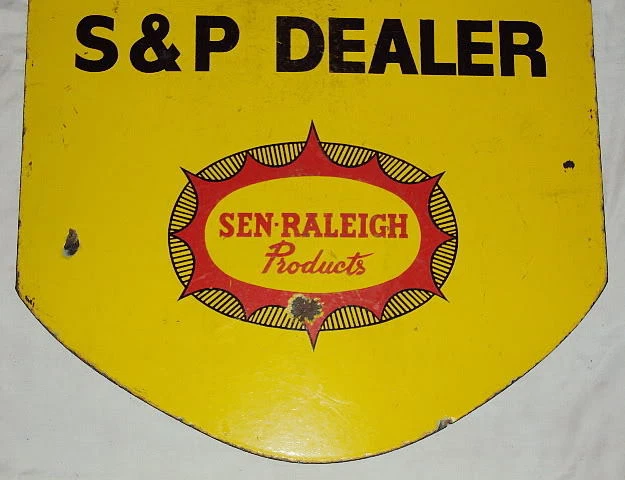 S&P DEALER
SEN-RALEIGH
Products